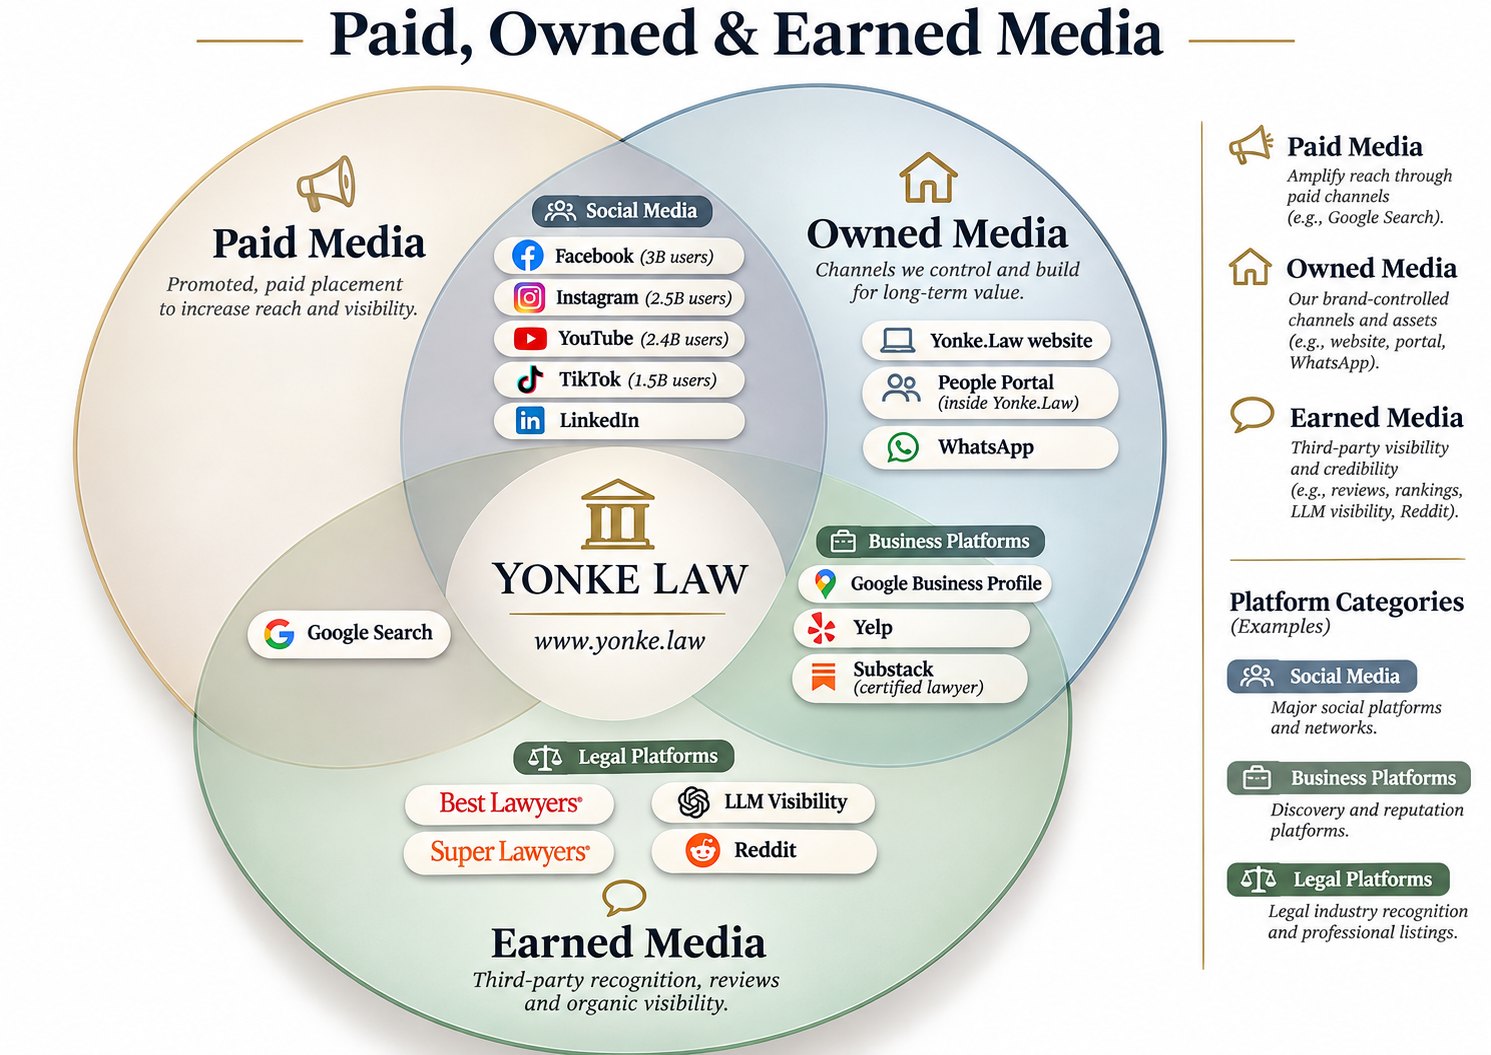 Paid, Owned & Earned Media
Paid Media
Promoted, paid placement
to increase reach and visibility.
Social Media
Facebook (3B users)
Instagram (2.5B users)
YouTube (2.4B users)
TikTok (1.5B users)
in LinkedIn
Owned Media
Channels we control and build
for long-term value.
Yonke.Law website
People Portal
(inside Yonke.Law)
WhatsApp
YONKE LAW
www.yonke.law
G Google Search
Business Platforms
Google Business Profile
Yelp
Substack
(certified lawyer)
Legal Platforms
Best Lawyers®
LLM Visibility
Super Lawyers®
Reddit
Earned Media
Third-party recognition, reviews
and organic visibility.
Paid Media
Amplify reach through
paid channels
(e.g., Google Search).
Owned Media
Our brand-controlled
channels and assets
(e.g., website, portal,
WhatsApp).
Earned Media
Third-party visibility
and credibility
(e.g., reviews, rankings,
LLM visibility, Reddit).
Platform Categories
(Examples)
Social Media
Major social platforms
and networks.
Business Platforms
Discovery and reputation
platforms.
Legal Platforms
Legal industry recognition
and professional listings.